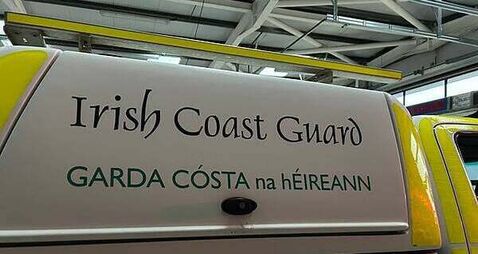 Irish Coast Guard
GARDA CÓSTA na hÉIREANN